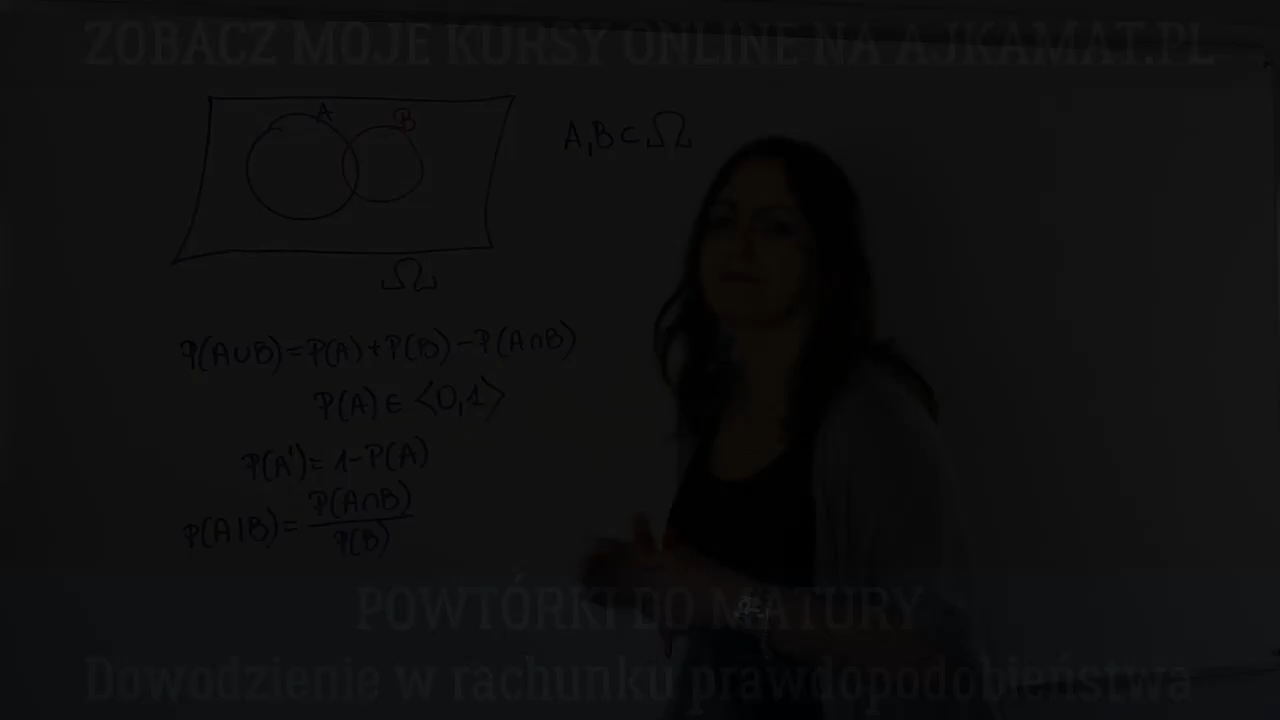 ZOBACZ MOJE KURSY ONLINE NA AJKAMAT.PL
A B
A,B⊂Ω
Ω
P(A∪B)=P(A)+P(B)-P(A∩B)
P(A)∈<0,1>
P(A')=1-P(A)
P(A|B)=P(A∩B)/P(B)
POWTÓRKI DO MATURY
Dowodzenie w rachunku prawdopodobieństwa